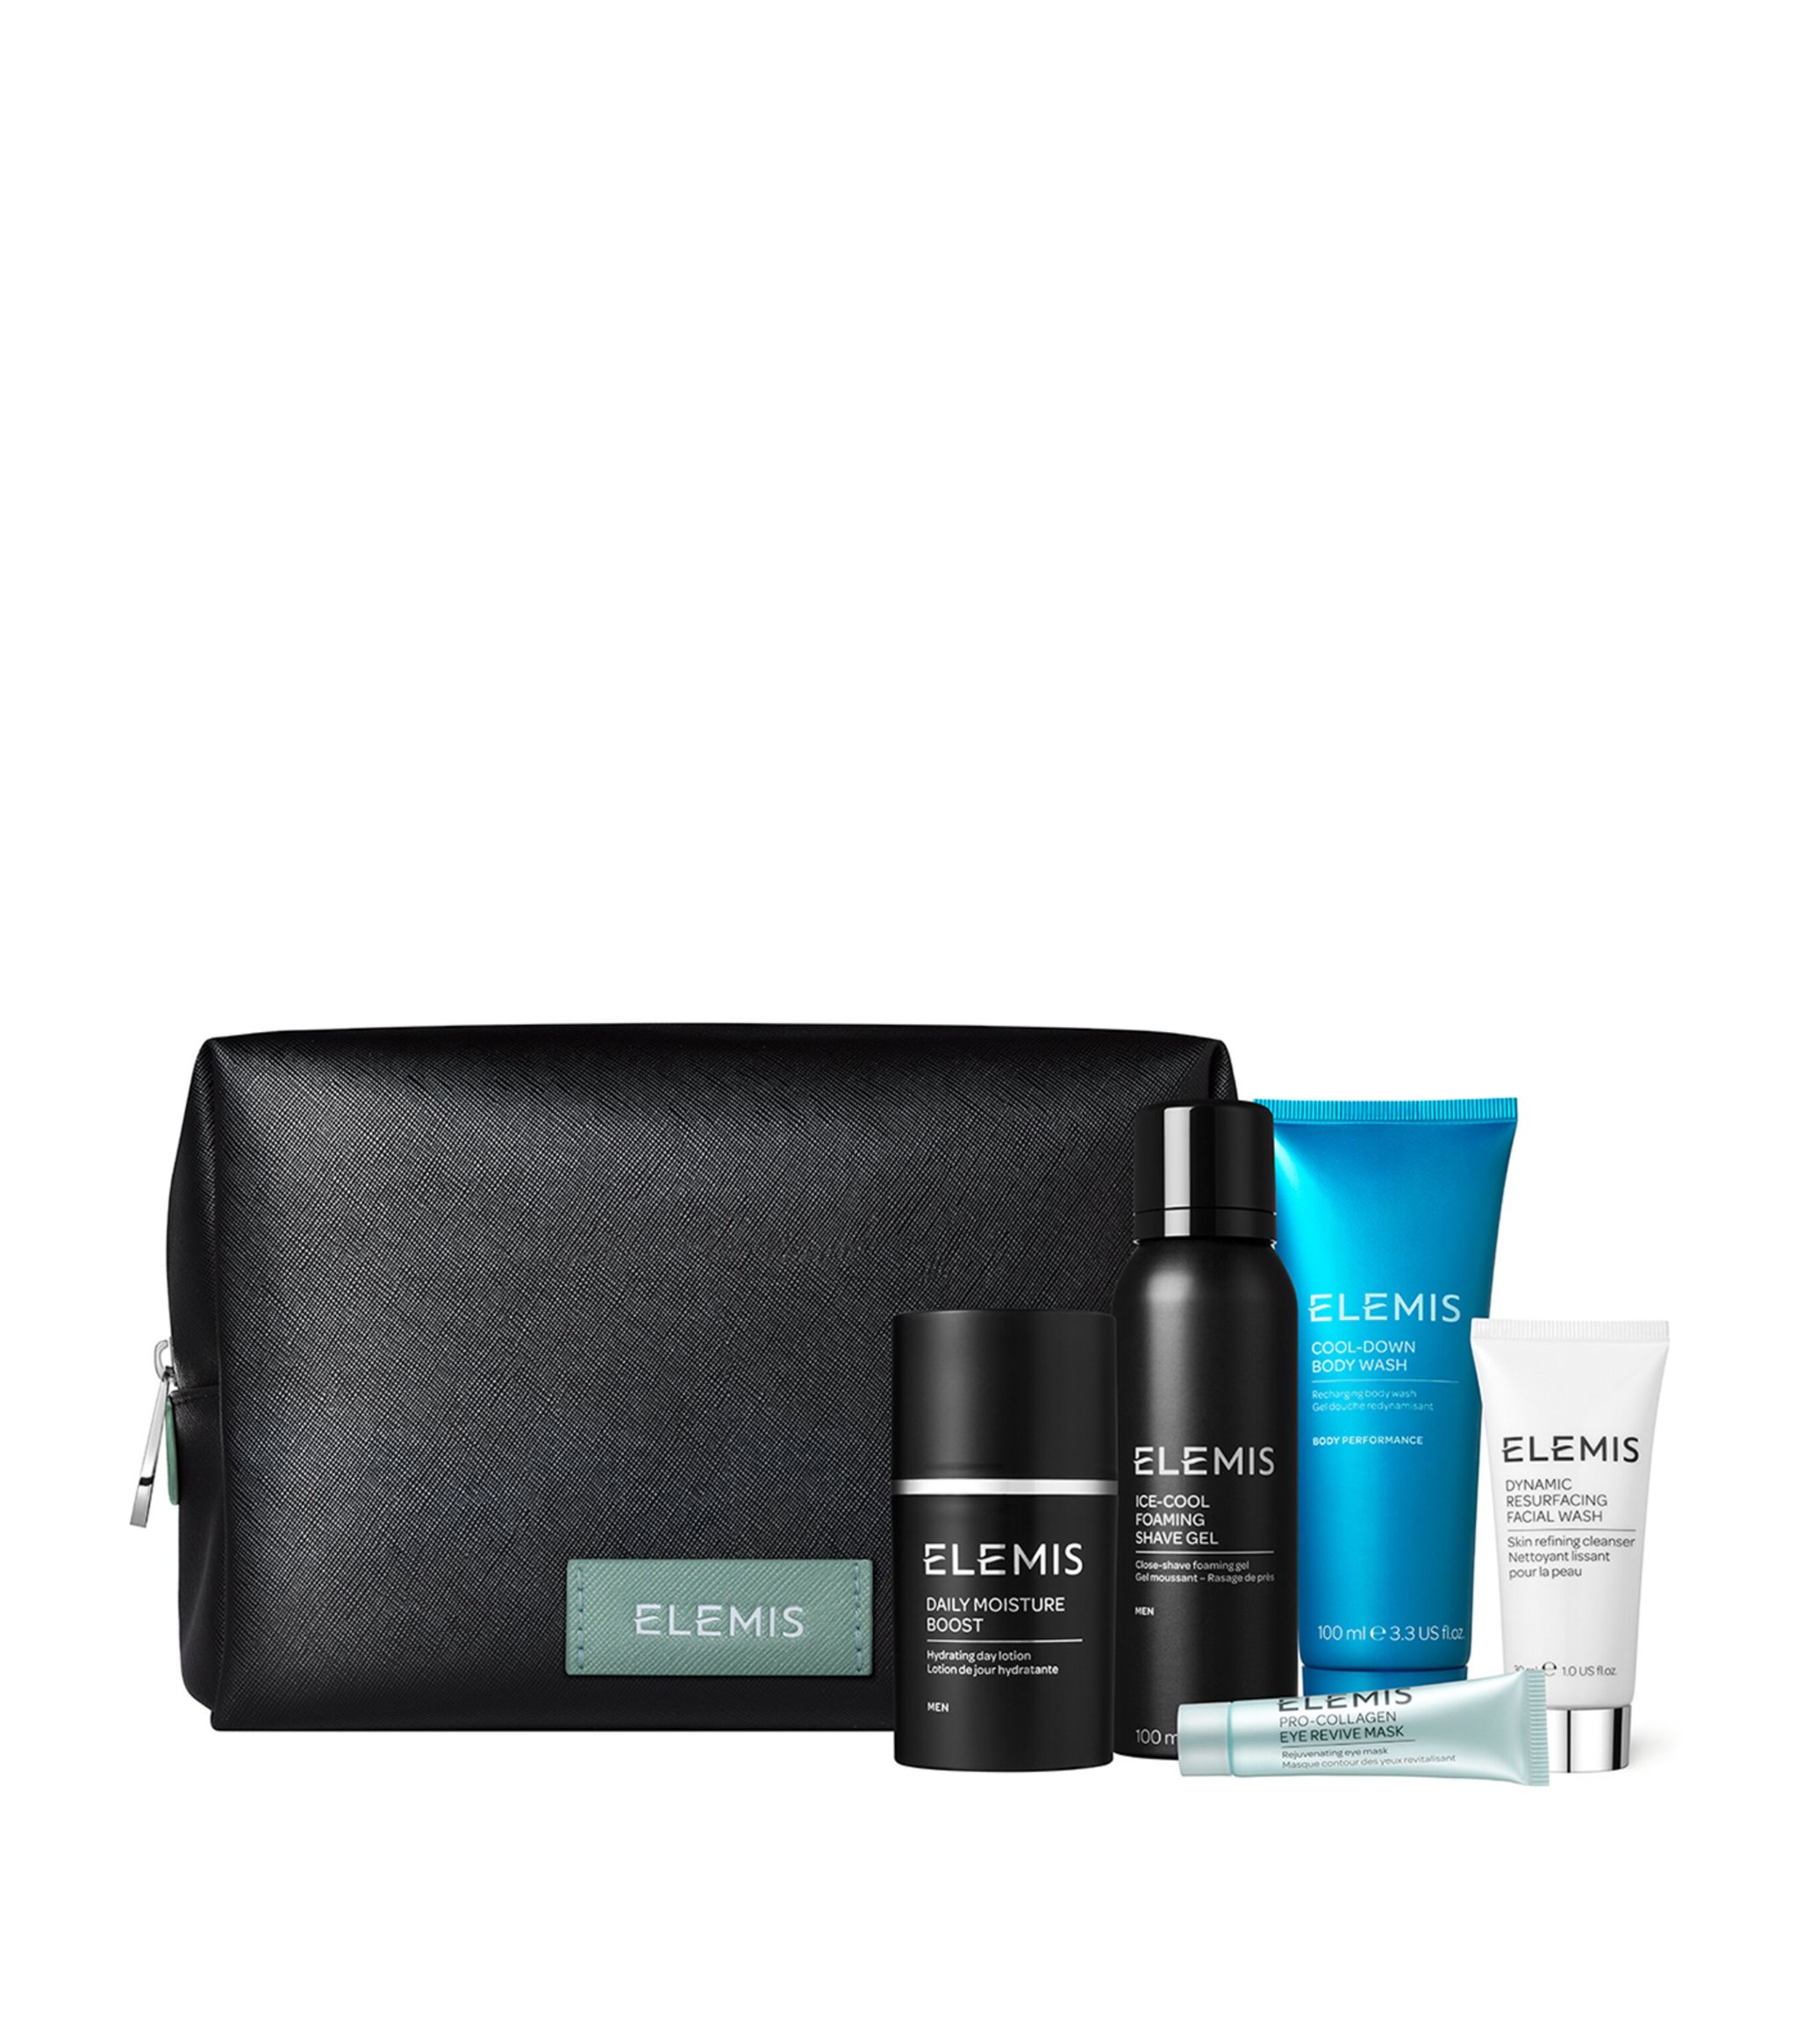 ELEMIS
ELEMIS
DAILY MOISTURE
BOOST
Hydrating day lotion
Lotion de jour hydratante
MEN
ELEMIS
ICE-COOL
FOAMING
SHAVE GEL
Close-shave foaming gel
Gel moussant – Rasage de près
MEN
100 m
ELEMIS
COOL-DOWN
BODY WASH
Recharging body wash
Gel douche redynamisant
BODY PERFORMANCE
100 ml e 3.3 US fl.oz.
ELEMIS
DYNAMIC
RESURFACING
FACIAL WASH
Skin refining cleanser
Nettoyant lissant
pour la peau
30 ml e 1.0 US fl.oz.
ELEMIS
PRO-COLLAGEN
EYE REVIVE MASK
Rejuvenating eye mask
Masque contour des yeux revitalisant